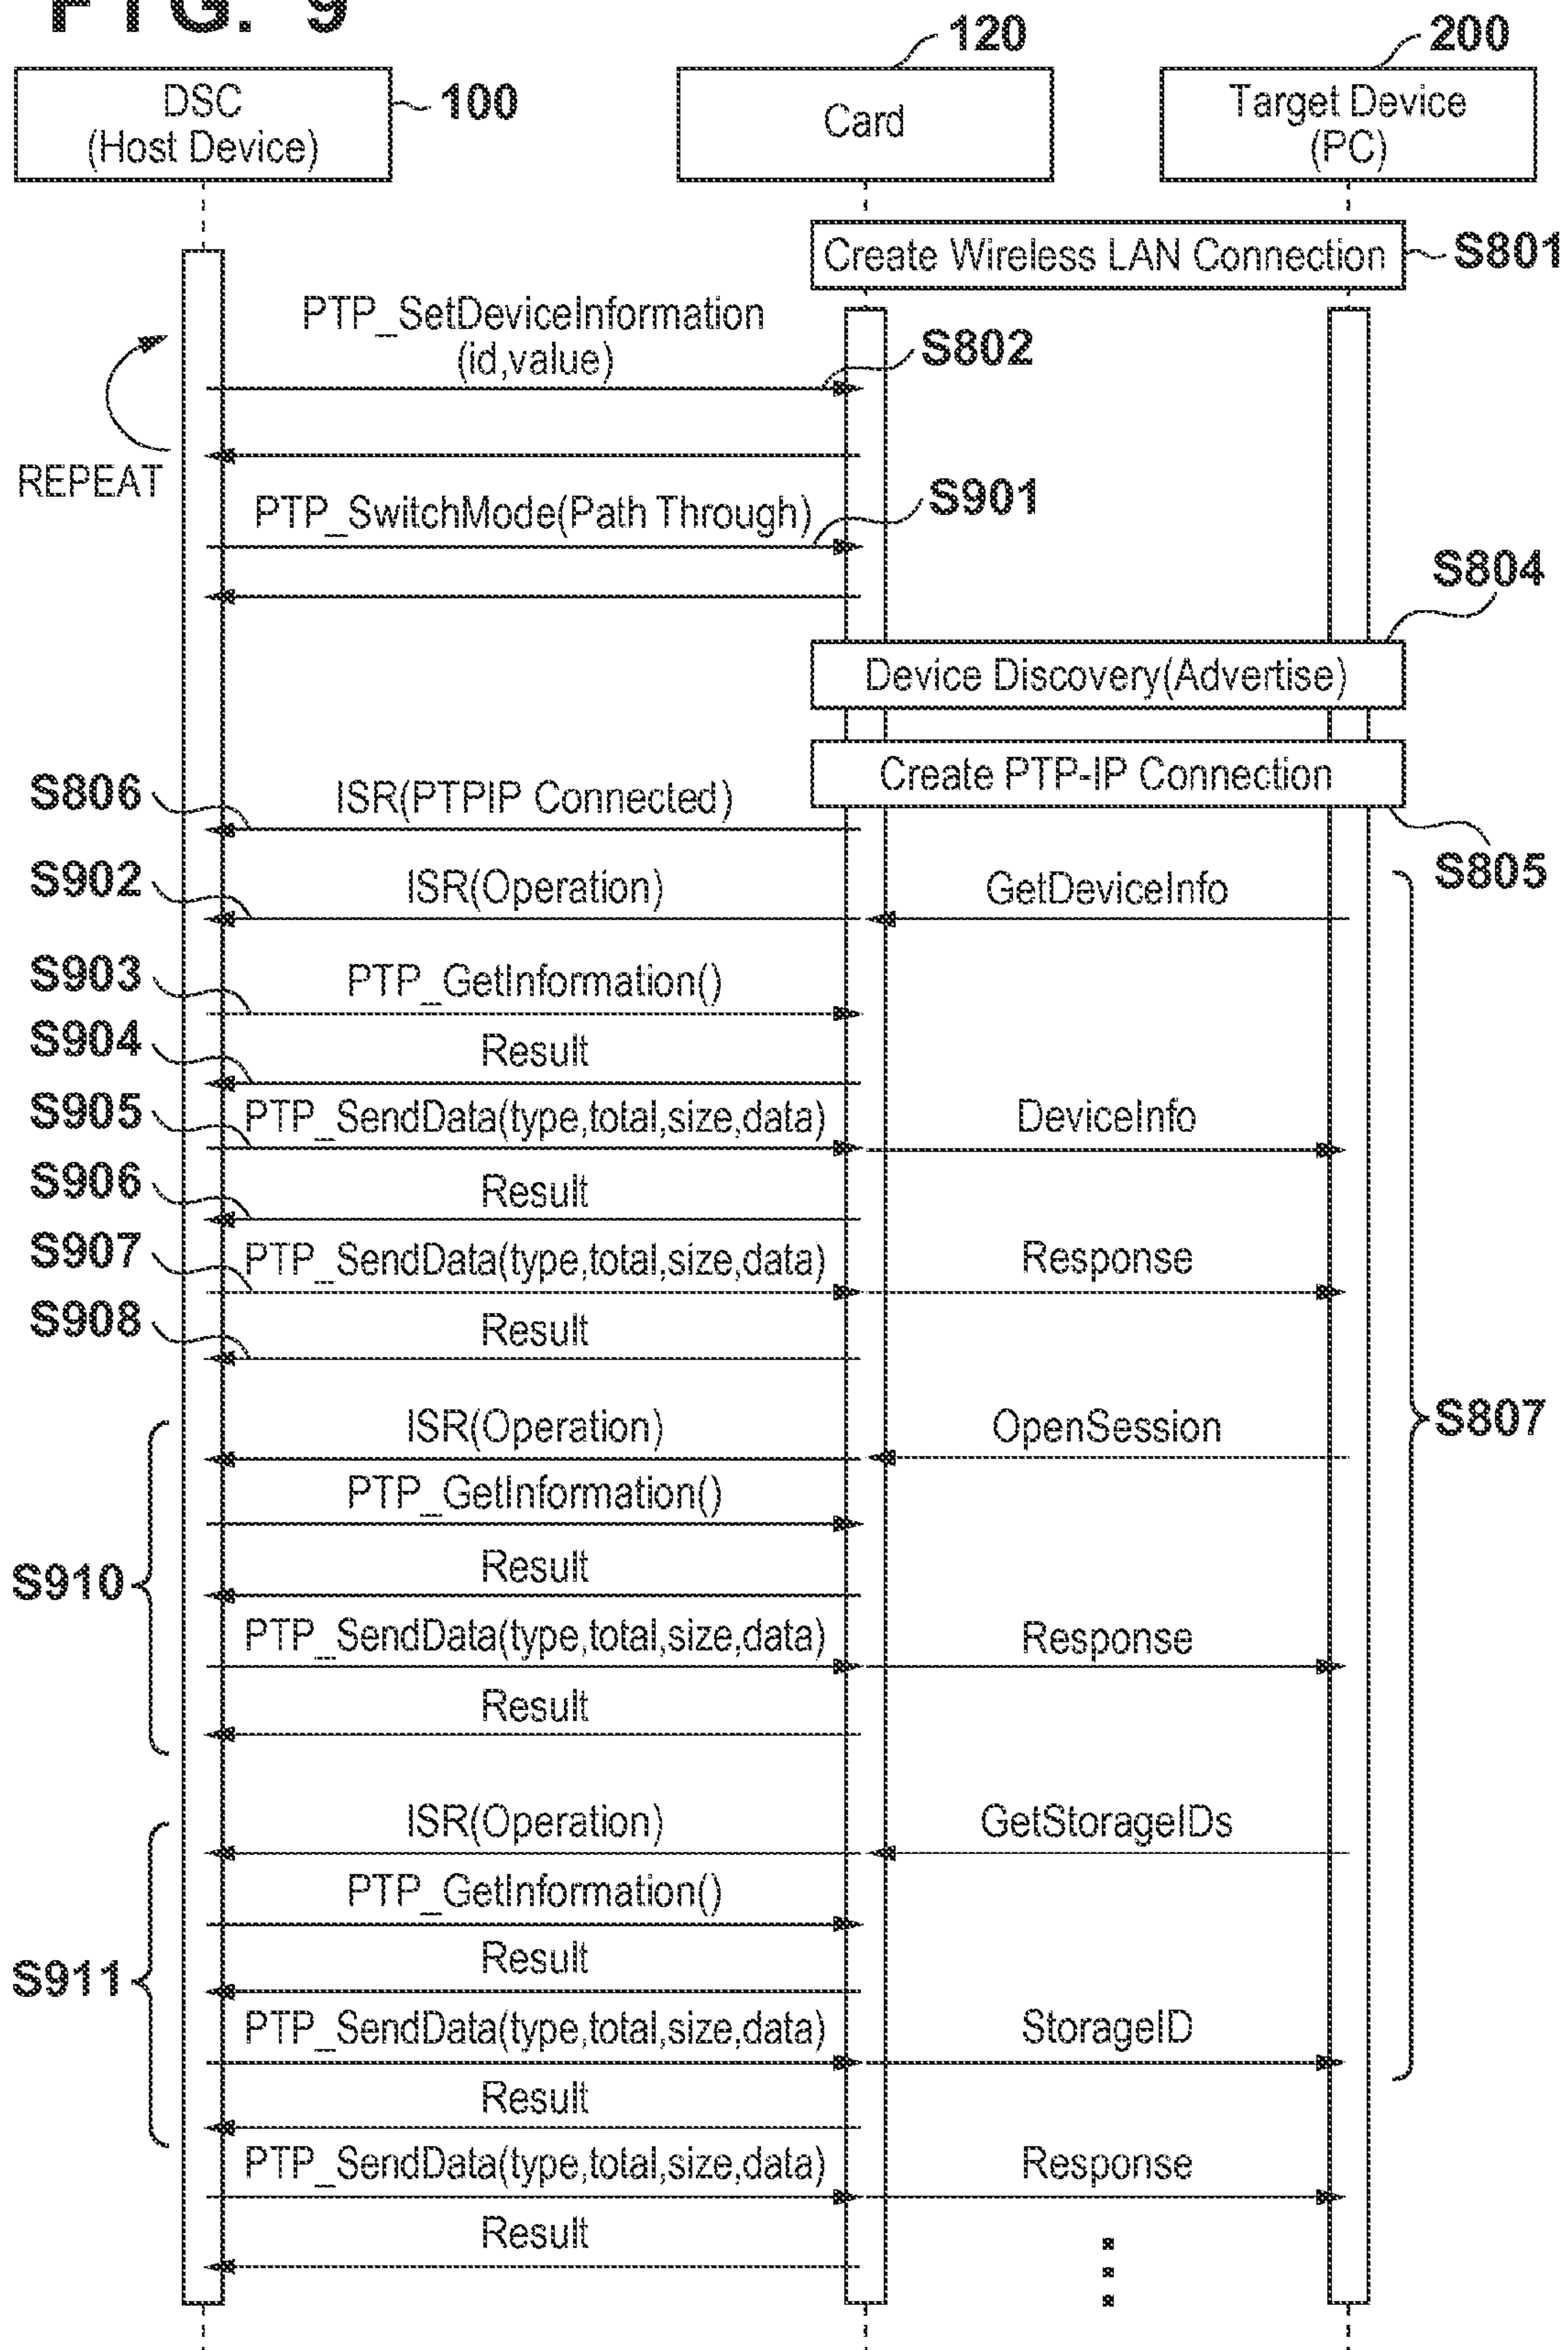 FIG. 9
120
200
DSC
(Host Device)
100
Card
Target Device
(PC)
Create Wireless LAN Connection
S801
PTP_SetDeviceInformation
(id,value)
S802
REPEAT
PTP_SwitchMode(Path Through)
S901
S804
Device Discovery(Advertise)
Create PTP-IP Connection
S806
ISR(PTPIP Connected)
S805
S902
ISR(Operation)
GetDeviceInfo
S903
PTP_GetInformation()
S904
Result
S905
PTP_SendData(type,total,size,data)
DeviceInfo
S906
Result
S907
PTP_SendData(type,total,size,data)
Response
S908
Result
ISR(Operation)
OpenSession
S807
PTP_GetInformation()
S910
Result
PTP_SendData(type,total,size,data)
Response
Result
ISR(Operation)
GetStorageIDs
PTP_GetInformation()
S911
Result
PTP_SendData(type,total,size,data)
StorageID
Result
PTP_SendData(type,total,size,data)
Response
Result